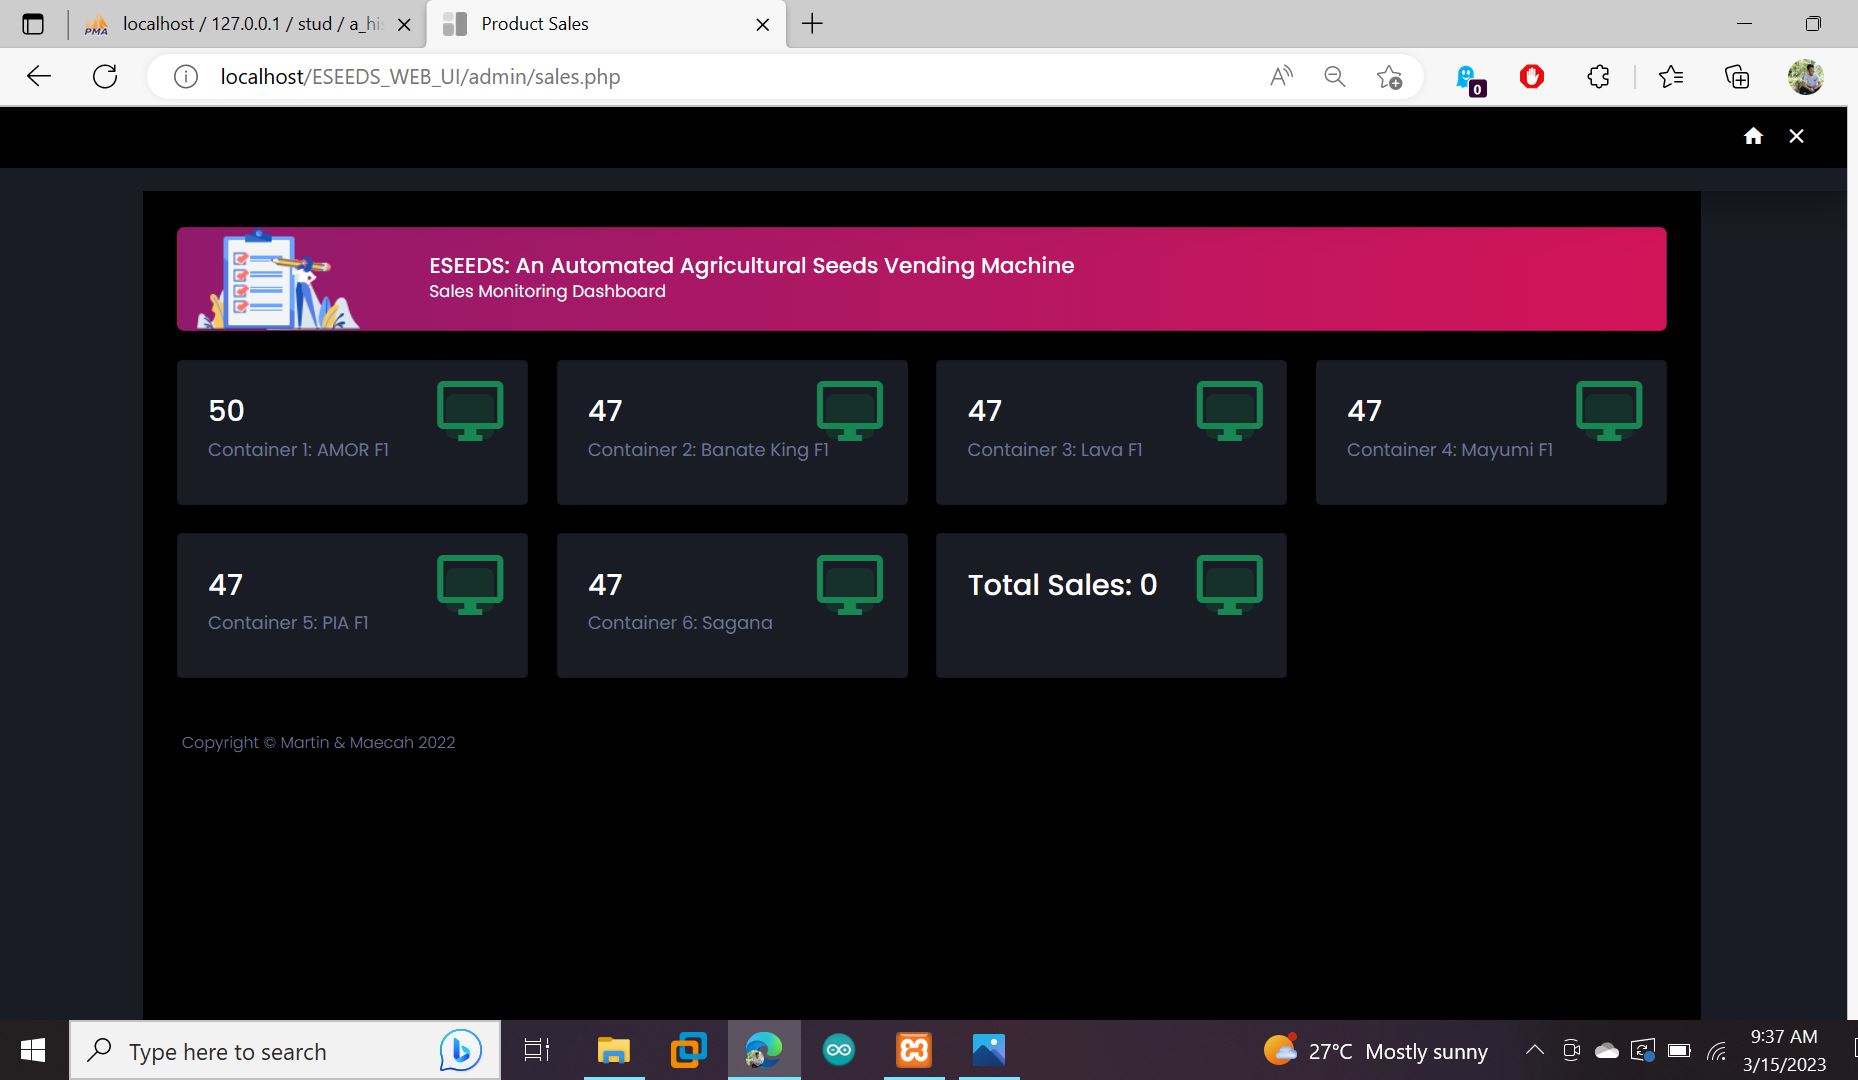 localhost / 127.0.0.1 / stud / a_his
Product Sales
localhost/ESEEDS_WEB_UI/admin/sales.php
0
ESEEDS: An Automated Agricultural Seeds Vending Machine
Sales Monitoring Dashboard
50
Container 1: AMOR F1
47
Container 2: Banate King F1
47
Container 3: Lava F1
47
Container 4: Mayumi F1
47
Container 5: PIA F1
47
Container 6: Sagana
Total Sales: 0
Copyright © Martin & Maecah 2022
Type here to search
27°C Mostly sunny
9:37 AM
3/15/2023